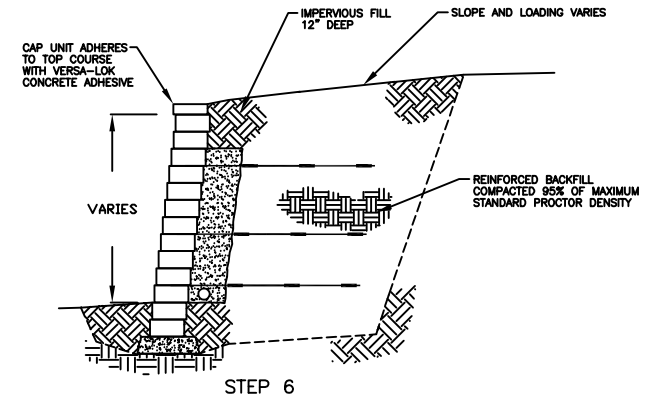 IMPERVIOUS FILL
12" DEEP
SLOPE AND LOADING VARIES
CAP UNIT ADHERES
TO TOP COURSE
WITH VERSA-LOK
CONCRETE ADHESIVE
VARIES
REINFORCED BACKFILL
COMPACTED 95% OF MAXIMUM
STANDARD PROCTOR DENSITY
STEP 6